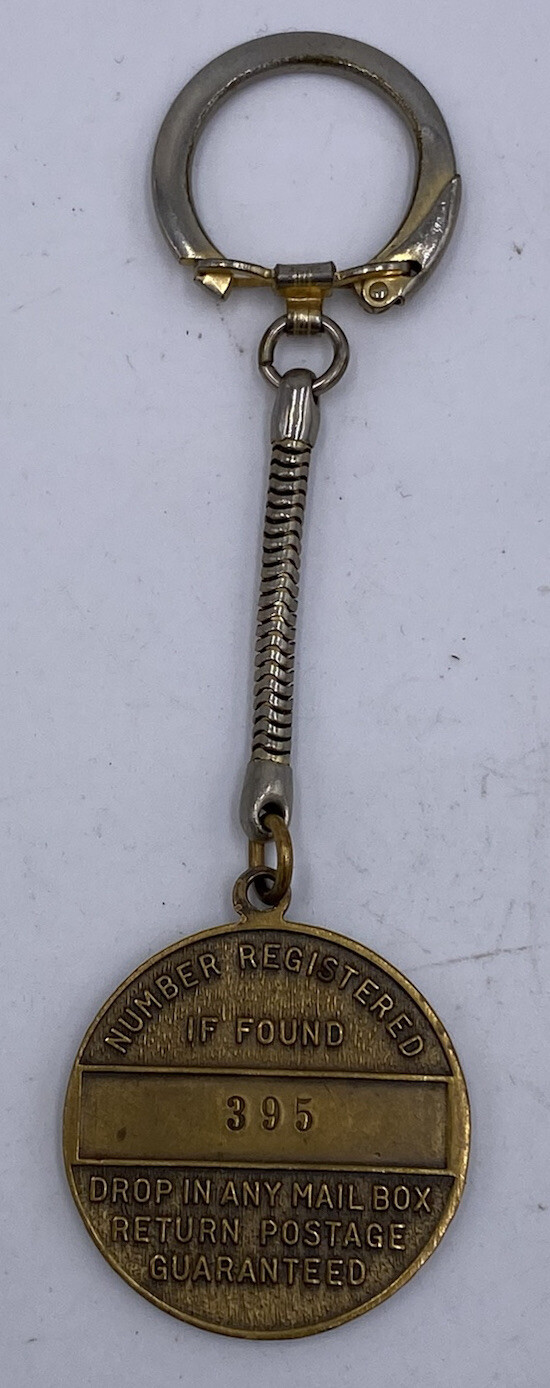 NUMBER REGISTERED
IF FOUND
395
DROP IN ANY MAIL BOX
RETURN POSTAGE
GUARANTEED